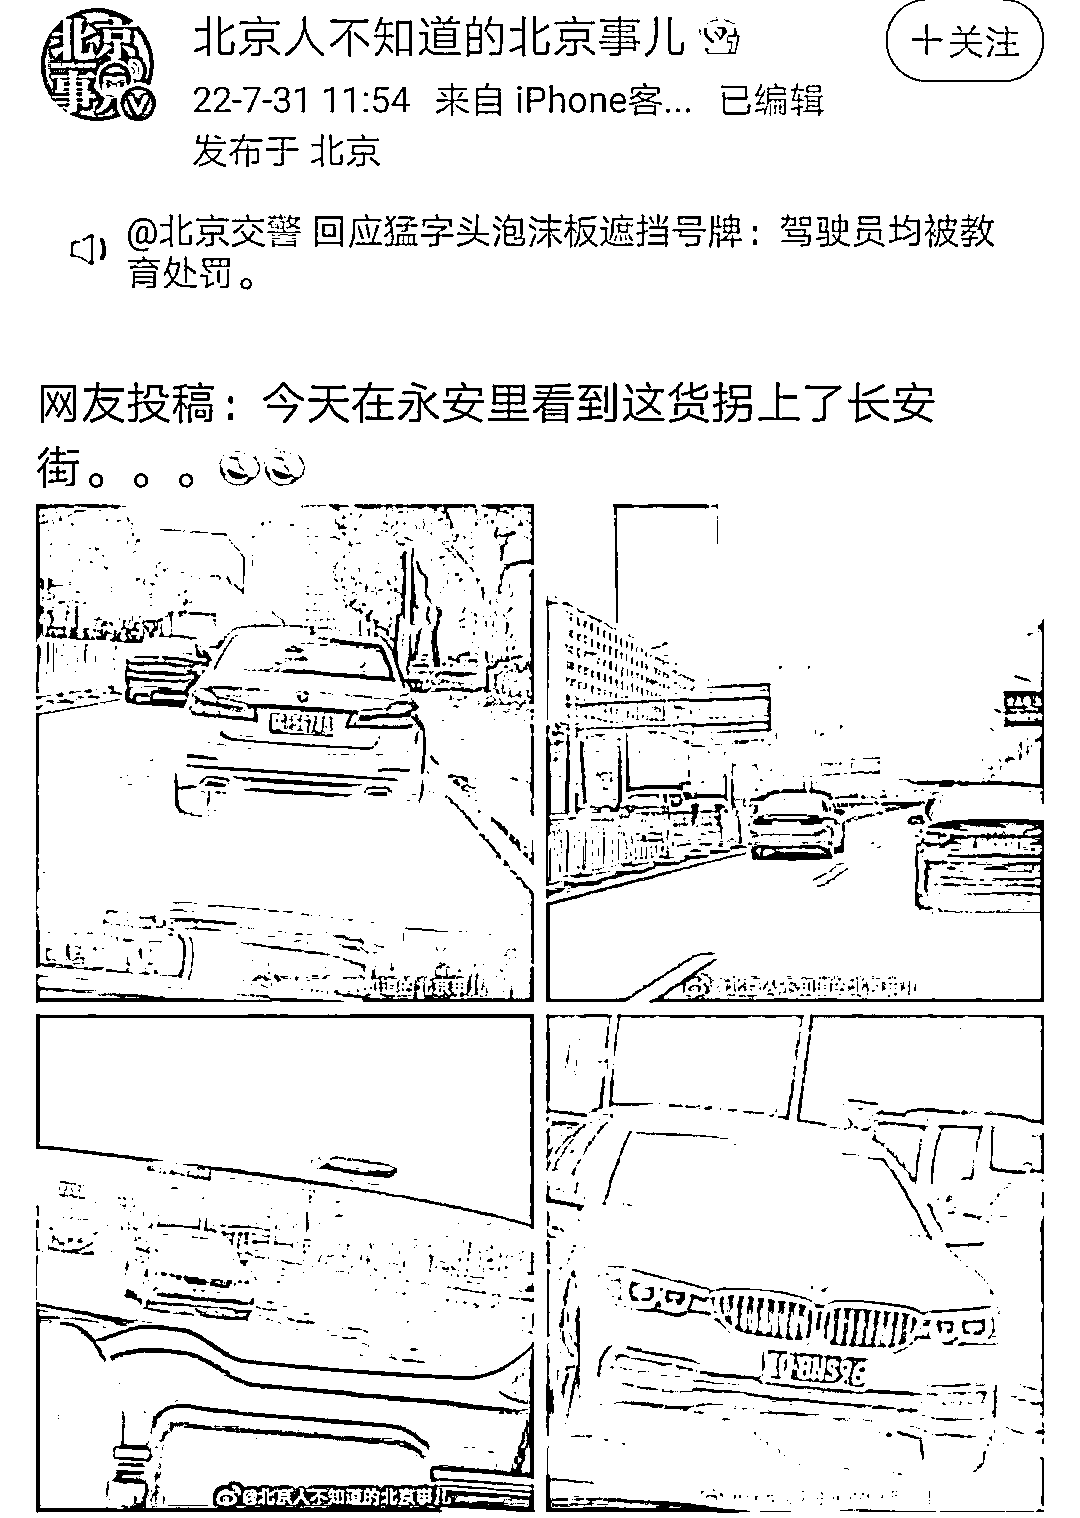 北京人不知道的北京事儿
+关注
22-7-31 11:54 来自 iPhone客... 已编辑
发布于 北京
@北京交警 回应猛字头泡沫板遮挡号牌：驾驶员均被教
育处罚。
网友投稿：今天在永安里看到这货拐上了长安
街。。。
@北京人不知道的北京事儿